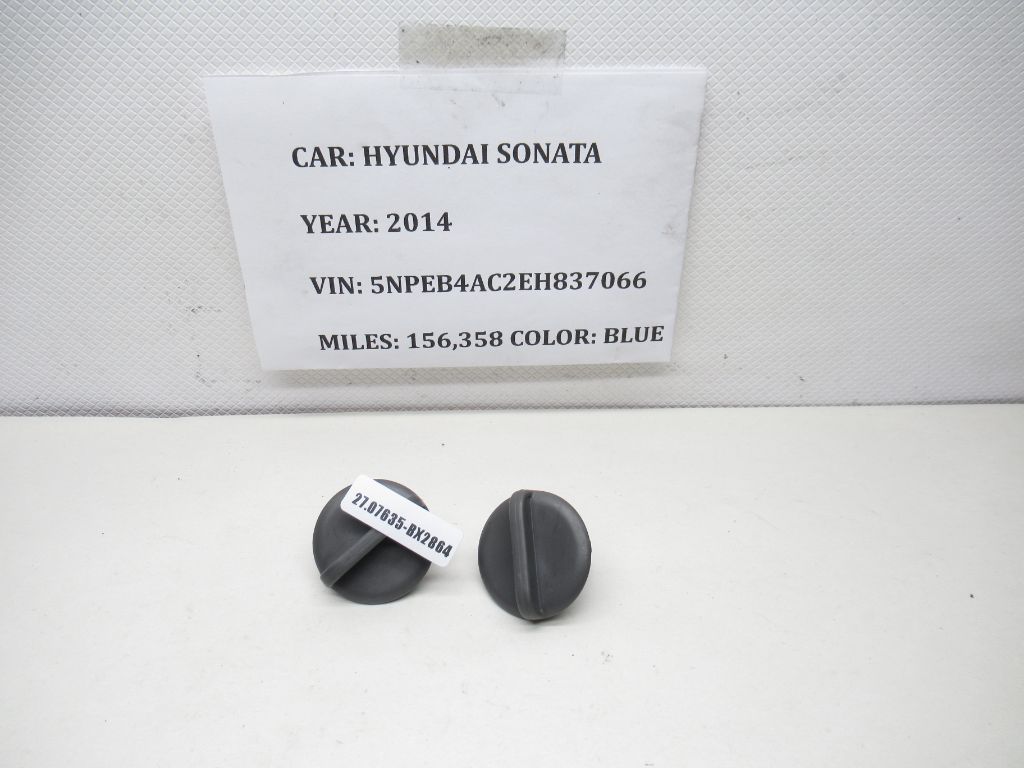 CAR: HYUNDAI SONATA
YEAR: 2014
VIN: 5NPEB4AC2EH837066
MILES: 156,358 COLOR: BLUE
27.07635-BX2864